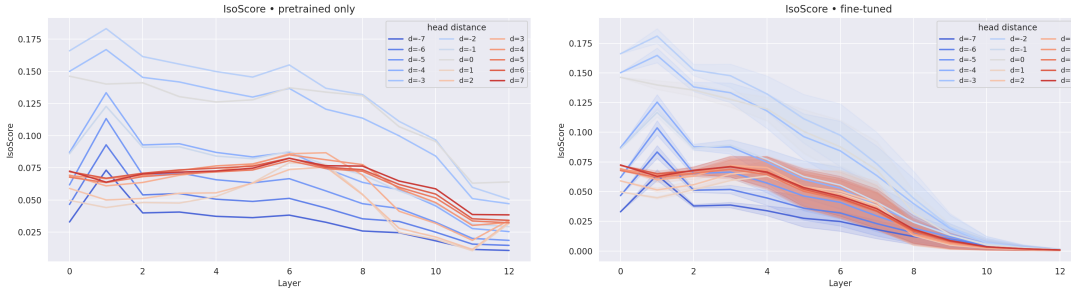 IsoScore • pretrained only
IsoScore
0.175
0.150
0.125
0.100
0.075
0.050
0.025
0
2
4
6
8
10
12
Layer
head distance
d=-7 d=-2 d=3
d=-6 d=-1 d=4
d=-5 d=0 d=5
d=-4 d=1 d=6
d=-3 d=2 d=7
IsoScore • fine-tuned
IsoScore
0.175
0.150
0.125
0.100
0.075
0.050
0.025
0.000
0
2
4
6
8
10
12
Layer
head distance
d=-7 d=-2 d=
d=-6 d=-1 d=
d=-5 d=0 d=
d=-4 d=1 d=
d=-3 d=2 d=